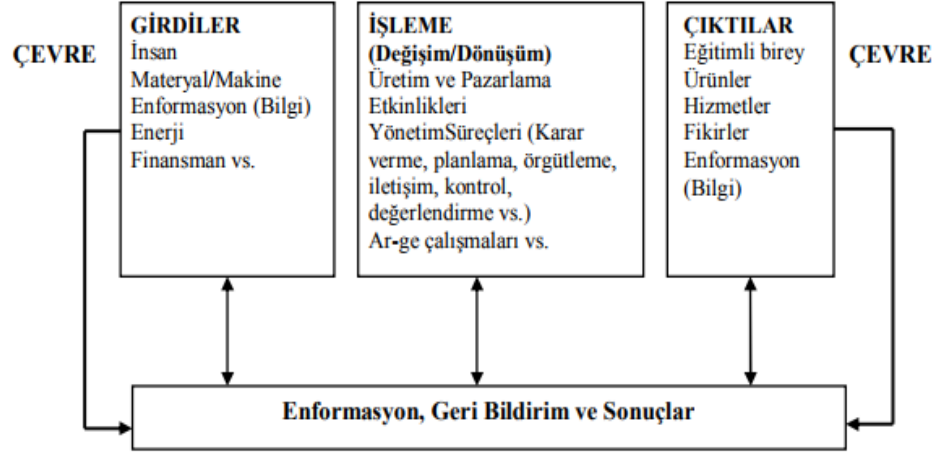 ÇEVRE
GİRDİLER
İnsan
Materyal/Makine
Enformasyon (Bilgi)
Enerji
Finansman vs.
İŞLEME
(Değişim/Dönüşüm)
Üretim ve Pazarlama
Etkinlikleri
YönetimSüreçleri (Karar
verme, planlama, örgütleme,
iletişim, kontrol,
değerlendirme vs.)
Ar-ge çalışmaları vs.
ÇIKTILAR
Eğitimli birey
Ürünler
Hizmetler
Fikirler
Enformasyon
(Bilgi)
ÇEVRE
Enformasyon, Geri Bildirim ve Sonuçlar